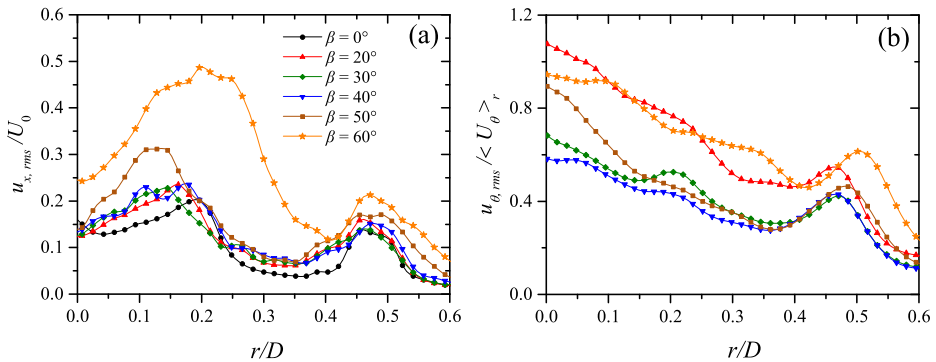 (a)
u_{x, rms} /U_0
0.6
0.5
0.4
0.3
0.2
0.1
0.0
β = 0°
β = 20°
β = 30°
β = 40°
β = 50°
β = 60°
0.0 0.1 0.2 0.3 0.4 0.5 0.6
r/D
(b)
u_{θ, rms} /< U_θ >_r
1.2
0.8
0.4
0.0
0.0 0.1 0.2 0.3 0.4 0.5 0.6
r/D